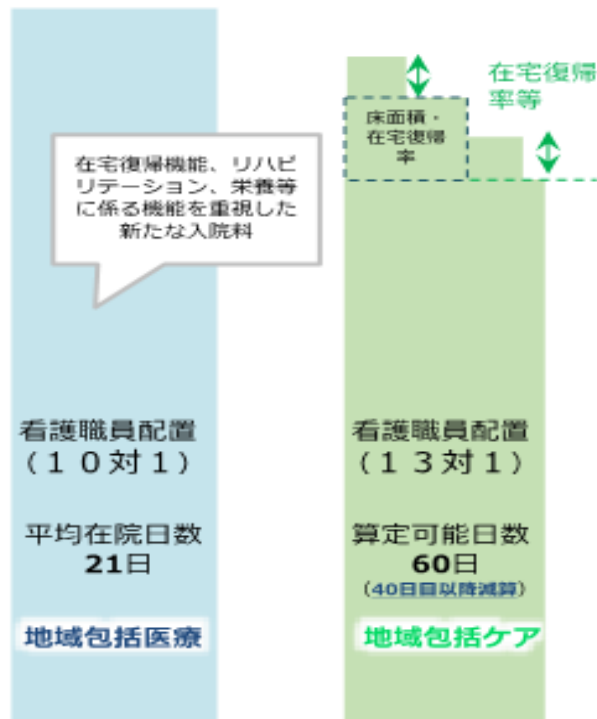 在宅復帰
率等
床面積・
在宅復帰
率
在宅復帰機能、リハビ
リテーション、栄養等
に係る機能を重視した
新たな入院料
看護職員配置
(10対1)
看護職員配置
(13対1)
平均在院日数
21日
算定可能日数
60日
(40日目以降減算)
地域包括医療
地域包括ケア